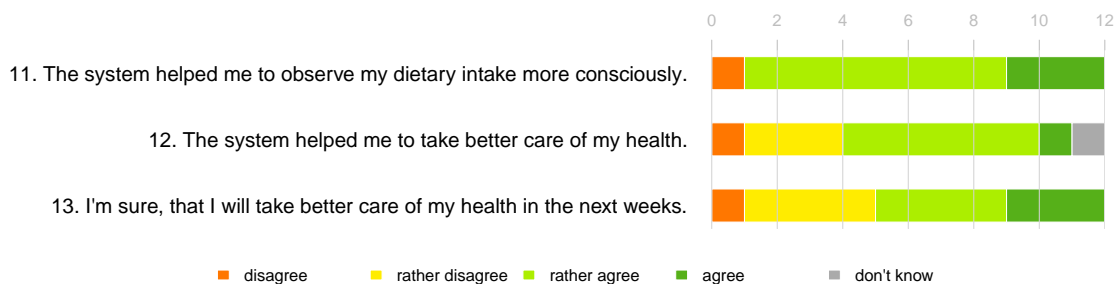 0 2 4 6 8 10 12
11. The system helped me to observe my dietary intake more consciously.
12. The system helped me to take better care of my health.
13. I'm sure, that I will take better care of my health in the next weeks.
disagree rather disagree rather agree agree don't know